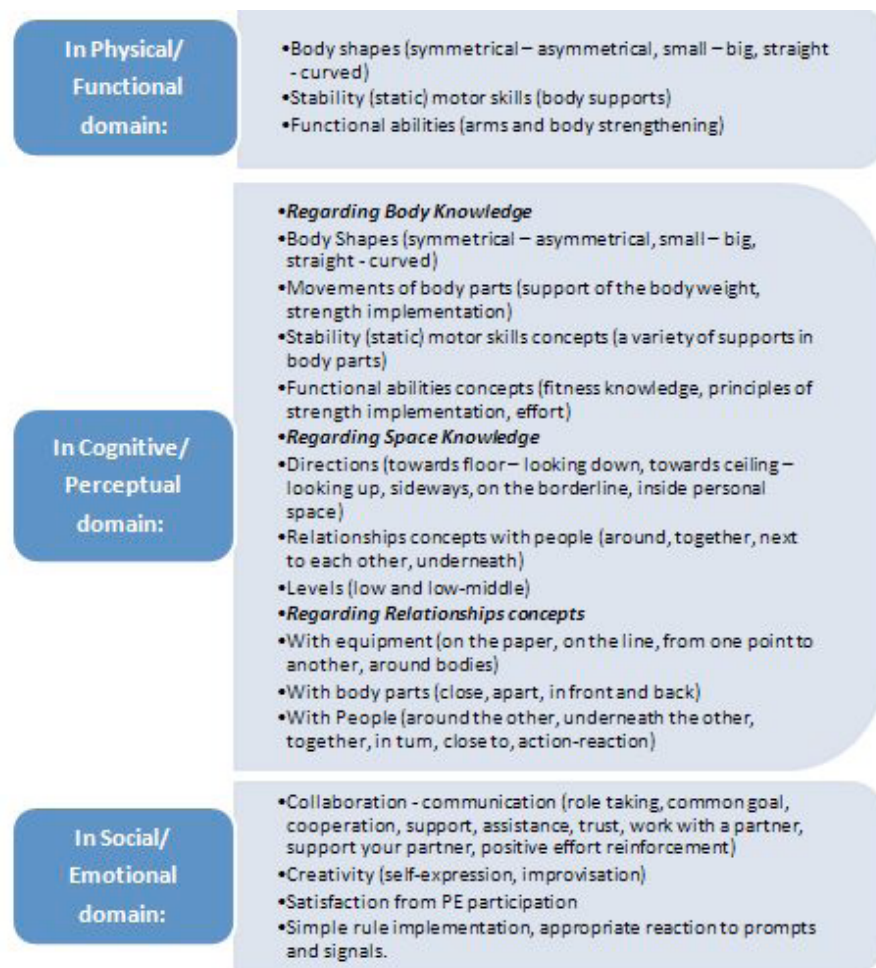 In Physical/
Functional
domain:
•Body shapes (symmetrical – asymmetrical, small – big, straight
- curved)
•Stability (static) motor skills (body supports)
•Functional abilities (arms and body strengthening)
In Cognitive/
Perceptual
domain:
•Regarding Body Knowledge
•Body Shapes (symmetrical – asymmetrical, small – big,
straight - curved)
•Movements of body parts (support of the body weight,
strength implementation)
•Stability (static) motor skills concepts (a variety of supports in
body parts)
•Functional abilities concepts (fitness knowledge, principles of
strength implementation, effort)
•Regarding Space Knowledge
•Directions (towards floor – looking down, towards ceiling –
looking up, sideways, on the borderline, inside personal
space)
•Relationships concepts with people (around, together, next
to each other, underneath)
•Levels (low and low-middle)
•Regarding Relationships concepts
•With equipment (on the paper, on the line, from one point to
another, around bodies)
•With body parts (close, apart, in front and back)
•With People (around the other, underneath the other,
together, in turn, close to, action-reaction)
In Social/
Emotional
domain:
•Collaboration - communication (role taking, common goal,
cooperation, support, assistance, trust, work with a partner,
support your partner, positive effort reinforcement)
•Creativity (self-expression, improvisation)
•Satisfaction from PE participation
•Simple rule implementation, appropriate reaction to prompts
and signals.